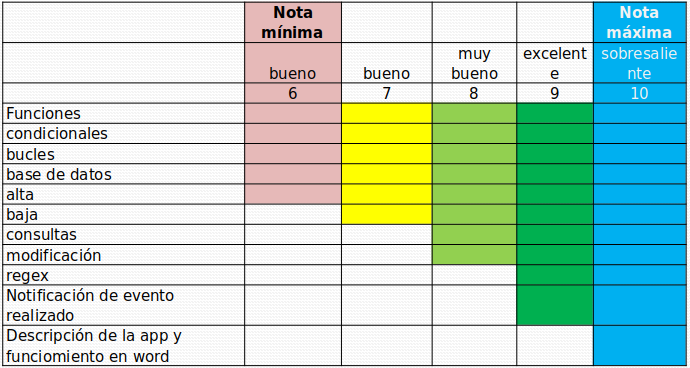 Nota mínima
Nota máxima
bueno
bueno
muy bueno
excelente
sobresaliente
6
7
8
9
10
Funciones
condicionales
bucles
base de datos
alta
baja
consultas
modificación
regex
Notificación de evento
realizado
Descripción de la app y
funciomiento en word